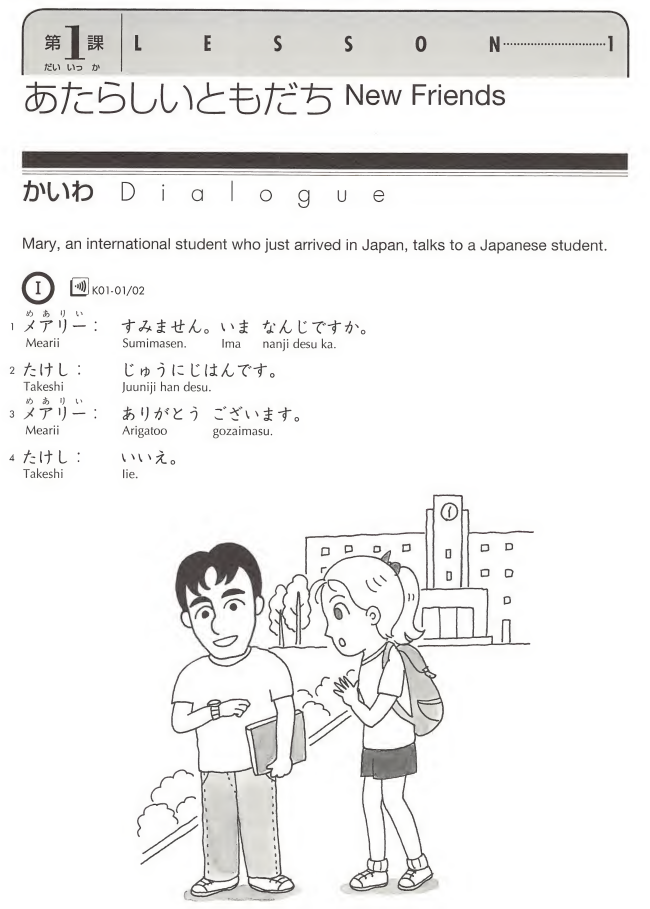 第1課 LESSON 1
だいいっか
あたらしいともだち New Friends
かいわ Dialogue
Mary, an international student who just arrived in Japan, talks to a Japanese student.
I K01-01/02
めありい
1 メアリー： すみません。いま なんじですか。
Mearii Sumimasen. Ima nanji desu ka.
2 たけし： じゅうにじはんです。
Takeshi Juuniji han desu.
めありい
3 メアリー： ありがとう ございます。
Mearii Arigatoo gozaimasu.
4 たけし： いいえ。
Takeshi Iie.